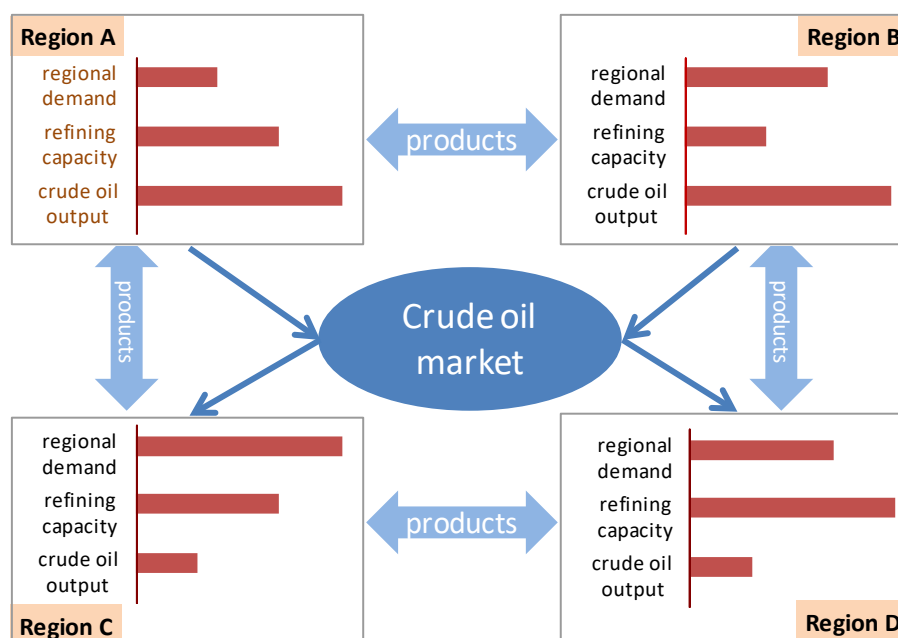 Region A
regional
demand
refining
capacity
crude oil
output
products
Region B
regional
demand
refining
capacity
crude oil
output
products
Crude oil
market
products
regional
demand
refining
capacity
crude oil
output
Region C
products
regional
demand
refining
capacity
crude oil
output
Region D